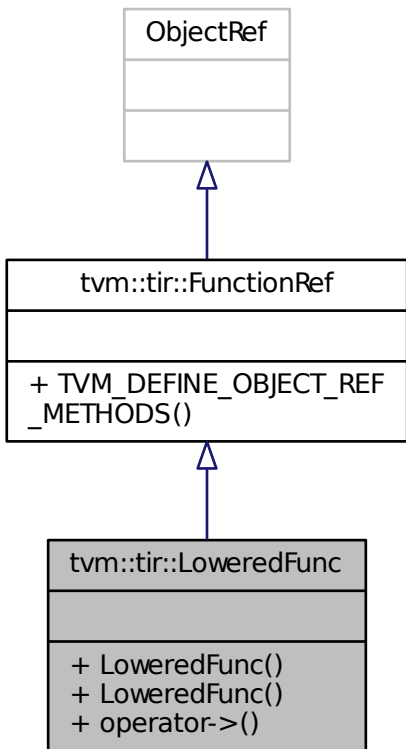 ObjectRef
tvm::tir::FunctionRef
+ TVM_DEFINE_OBJECT_REF
_METHODS()
tvm::tir::LoweredFunc
+ LoweredFunc()
+ LoweredFunc()
+ operator->()